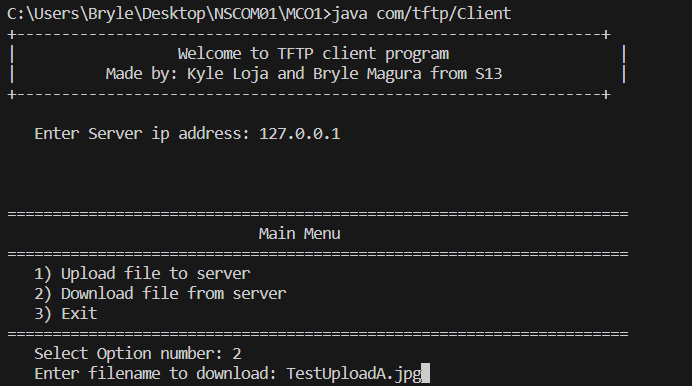 C:\Users\Bryle\Desktop\NSCOM01\MCO1>java com/tftp/Client
+-----------------------------------------------------------------+
| Welcome to TFTP client program |
| Made by: Kyle Loja and Bryle Magura from S13 |
+-----------------------------------------------------------------+
Enter Server ip address: 127.0.0.1
=====================================================================
Main Menu
=====================================================================
1) Upload file to server
2) Download file from server
3) Exit
=====================================================================
Select Option number: 2
Enter filename to download: TestUploadA.jpg